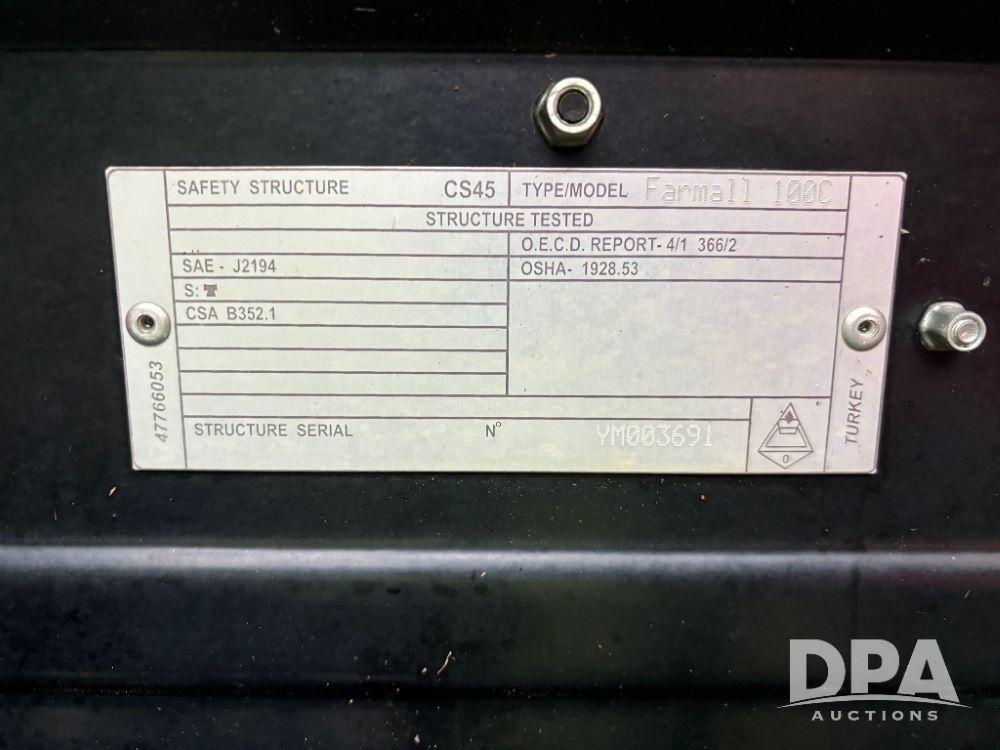 SAFETY STRUCTURE CS45 TYPE/MODEL Farmall 100C
STRUCTURE TESTED
O.E.C.D. REPORT- 4/1 366/2
SAE - J2194 OSHA- 1928.53
S:
CSA B352.1
STRUCTURE SERIAL N° YM003691
0
47766053
TURKEY
DPA
AUCTIONS